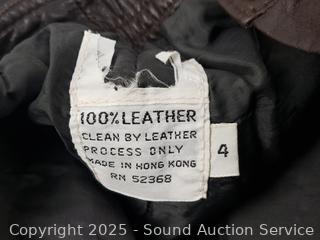 100% LEATHER
CLEAN BY LEATHER
PROCESS ONLY
MADE IN HONG KONG
RN 52368
4
Copyright 2025 - Sound Auction Service